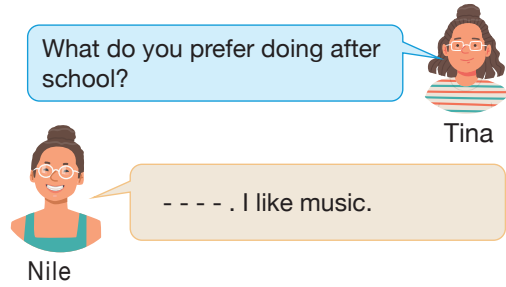 What do you prefer doing after
school?
Tina
- - - - . I like music.
Nile